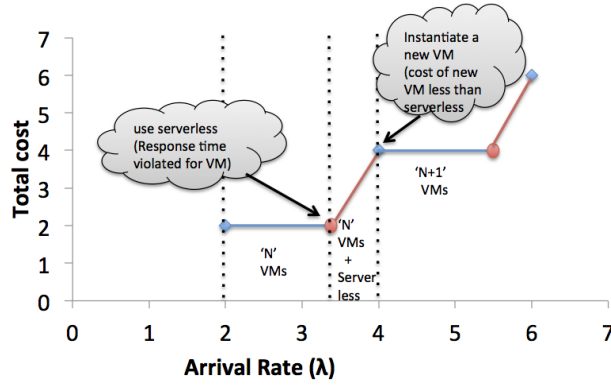 Total cost
7
6
5
4
3
2
1
0
0 1 2 3 4 5 6 7
Arrival Rate (λ)
use serverless
(Response time
violated for VM)
Instantiate a
new VM
(cost of new
VM less than
serverless
‘N’
VMs
‘N’
VMs
+
Server
less
‘N+1’
VMs